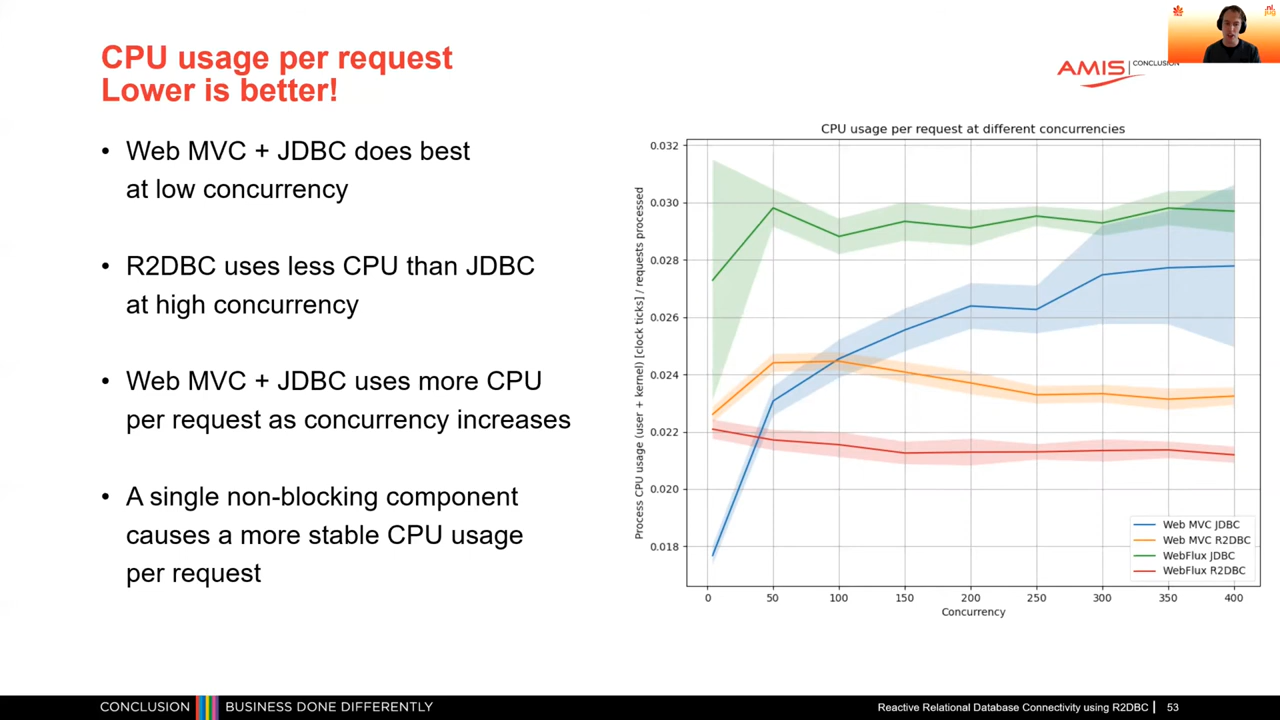 CPU usage per request
Lower is better!
AMIS
CONCLUSION
• Web MVC + JDBC does best
at low concurrency
• R2DBC uses less CPU than JDBC
at high concurrency
• Web MVC + JDBC uses more CPU
per request as concurrency increases
• A single non-blocking component
causes a more stable CPU usage
per request
CPU usage per request at different concurrencies
Process CPU usage (user + kernel) [clock ticks] / requests processed
0.032
0.030
0.028
0.026
0.024
0.022
0.020
0.018
0
50
100
150
200
250
300
350
400
Concurrency
Web MVC JDBC
Web MVC R2DBC
WebFlux JDBC
WebFlux R2DBC
CONCLUSION
BUSINESS DONE DIFFERENTLY
Reactive Relational Database Connectivity using R2DBC
53